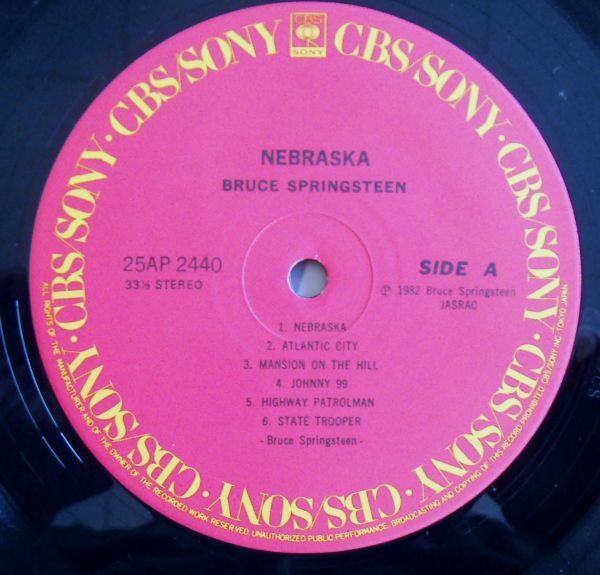 CBS
SONY
CBS/SONY · CBS/SONY · CBS/SONY · CBS/SONY · CBS/SONY · CBS/SONY · CBS/SONY · CBS/SONY
NEBRASKA
BRUCE SPRINGSTEEN
25AP 2440
33⅓ STEREO
SIDE A
Ⓟ 1982 Bruce Springsteen
JASRAC
1. NEBRASKA
2. ATLANTIC CITY
3. MANSION ON THE HILL
4. JOHNNY 99
5. HIGHWAY PATROLMAN
6. STATE TROOPER
- Bruce Springsteen -
ALL RIGHTS OF THE MANUFACTURER AND OF THE OWNER OF THE RECORDED WORK RESERVED. UNAUTHORIZED PUBLIC PERFORMANCE, BROADCASTING AND COPYING OF THIS RECORD PROHIBITED. CBS/SONY INC. TOKYO JAPAN